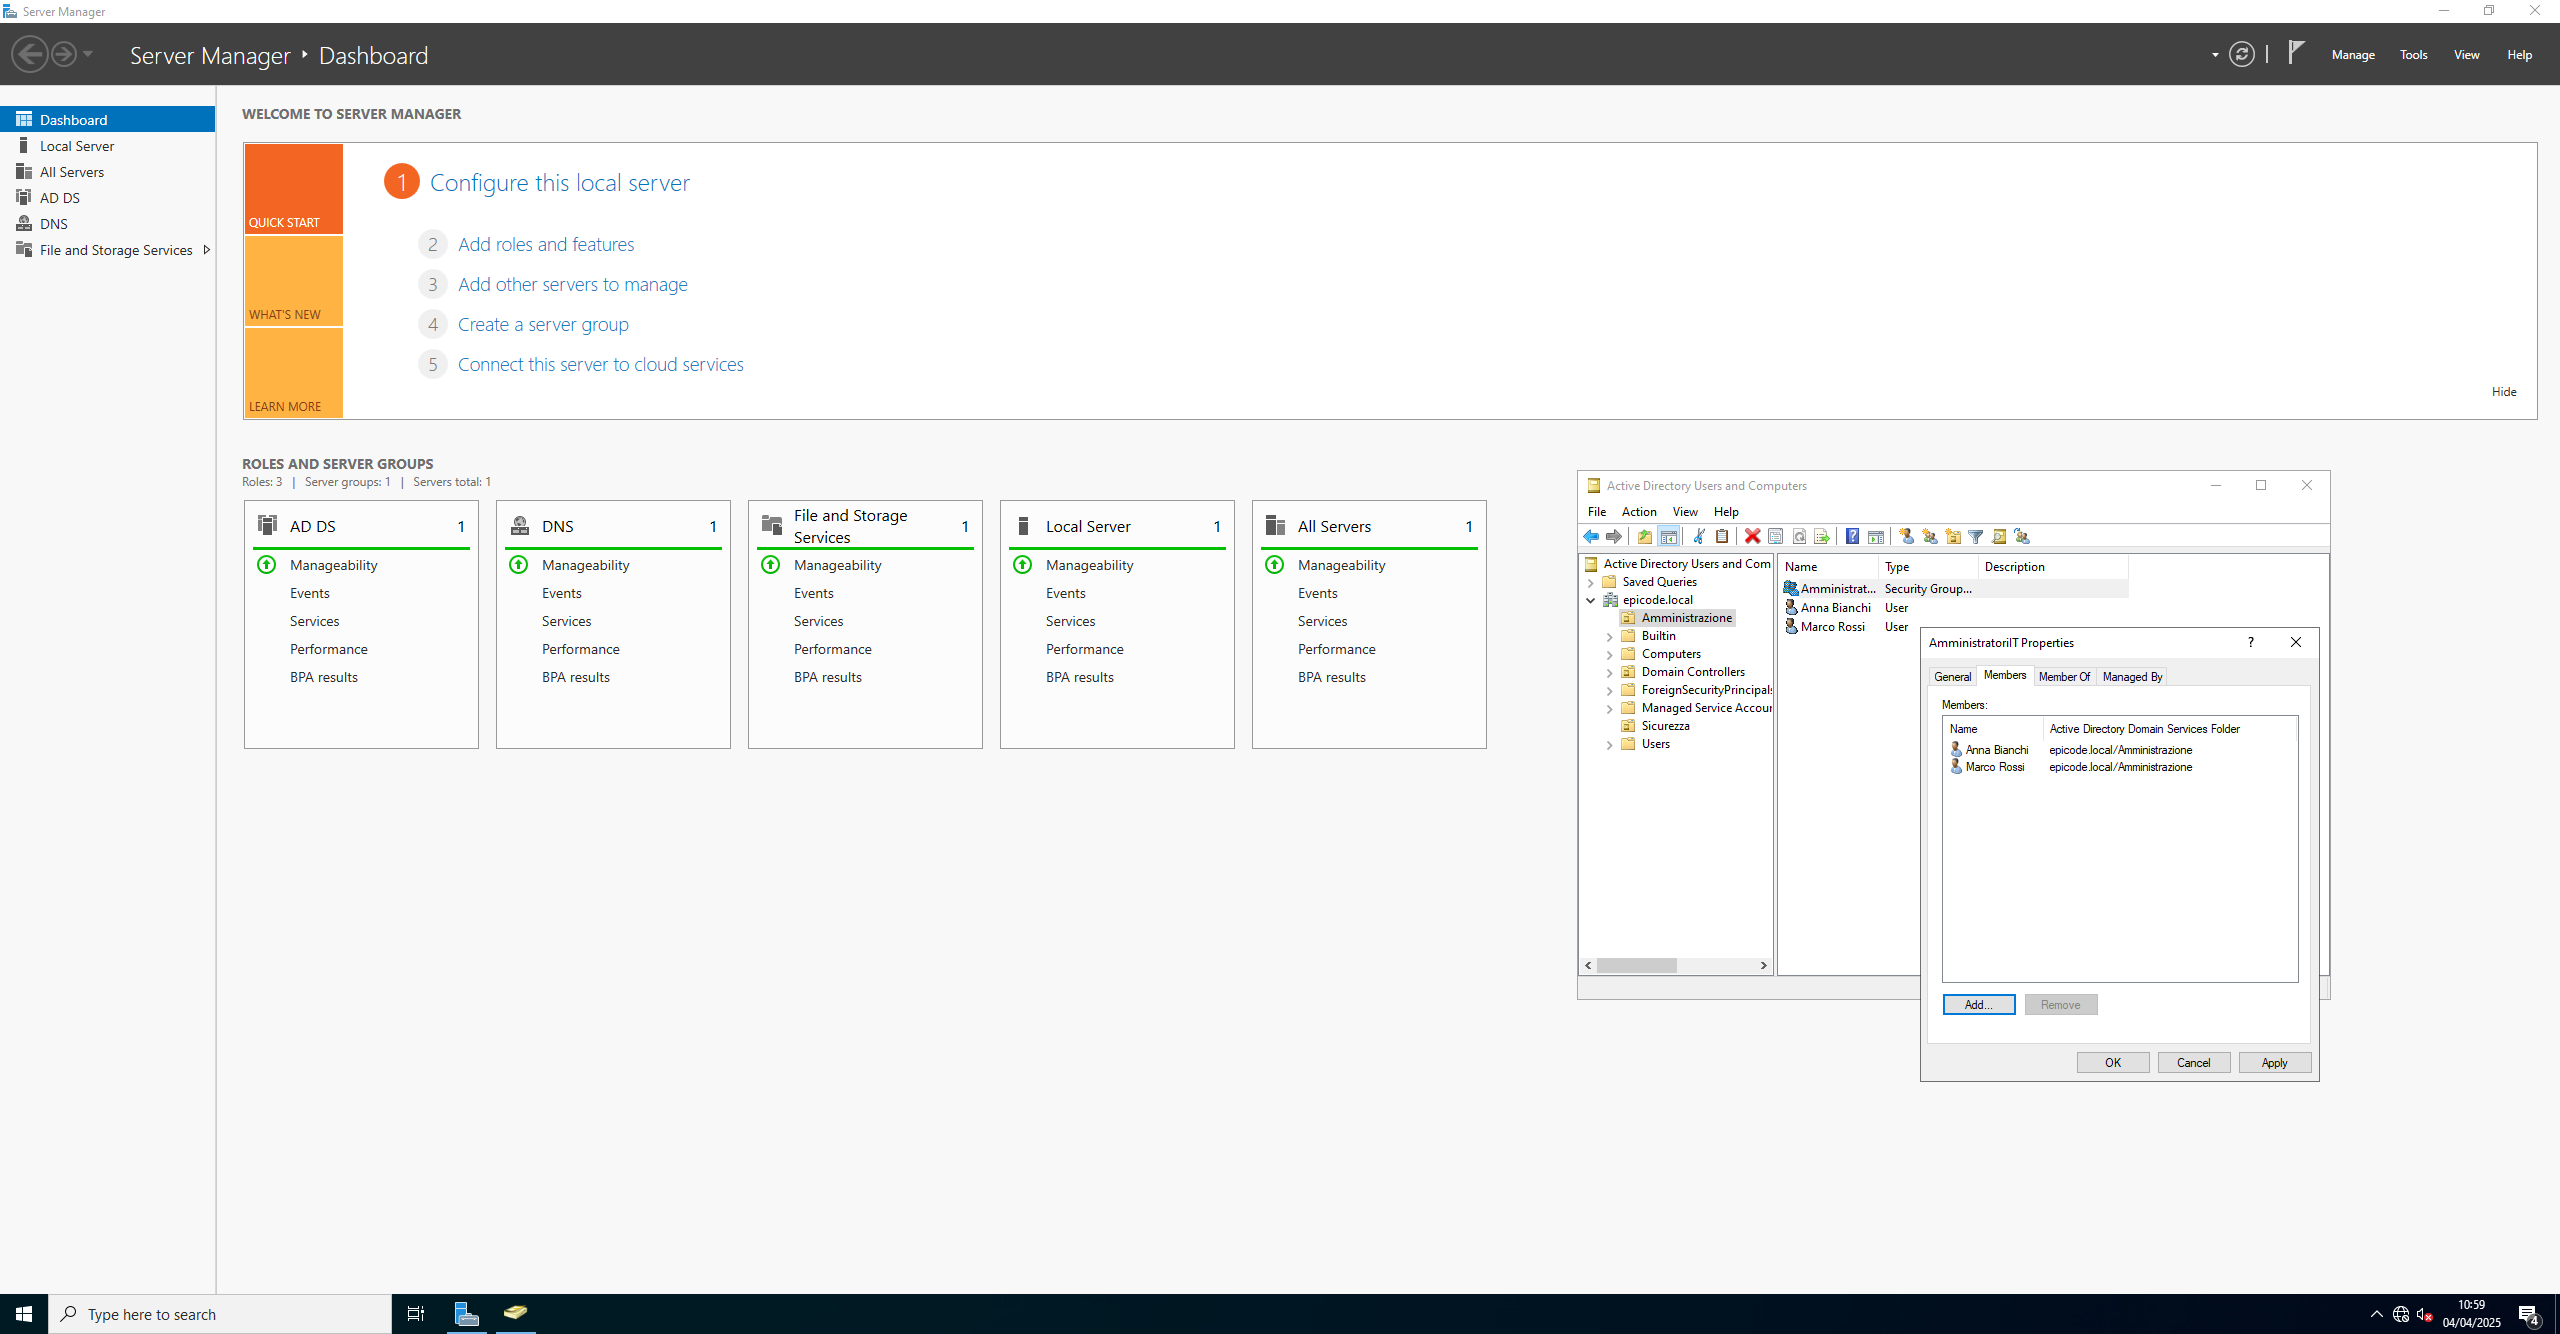 Server Manager
Server Manager ‣ Dashboard
Manage Tools View Help
Dashboard
Local Server
All Servers
AD DS
DNS
File and Storage Services
WELCOME TO SERVER MANAGER
QUICK START
WHAT'S NEW
LEARN MORE
1 Configure this local server
2 Add roles and features
3 Add other servers to manage
4 Create a server group
5 Connect this server to cloud services
Hide
ROLES AND SERVER GROUPS
Roles: 3 | Server groups: 1 | Servers total: 1
AD DS 1
Manageability
Events
Services
Performance
BPA results
DNS 1
Manageability
Events
Services
Performance
BPA results
File and Storage
Services 1
Manageability
Events
Services
Performance
BPA results
Local Server 1
Manageability
Events
Services
Performance
BPA results
All Servers 1
Manageability
Events
Services
Performance
BPA results
Active Directory Users and Computers
File Action View Help
Active Directory Users and Com
Saved Queries
epicode.local
Amministrazione
Builtin
Computers
Domain Controllers
ForeignSecurityPrincipals
Managed Service Accour
Sicurezza
Users
Name Type Description
Amministrat... Security Group...
Anna Bianchi User
Marco Rossi User
AmministratoriIT Properties
General Members Member Of Managed By
Members:
Name Active Directory Domain Services Folder
Anna Bianchi epicode.local/Amministrazione
Marco Rossi epicode.local/Amministrazione
Add... Remove
OK Cancel Apply
Type here to search
10:59
04/04/2025
4